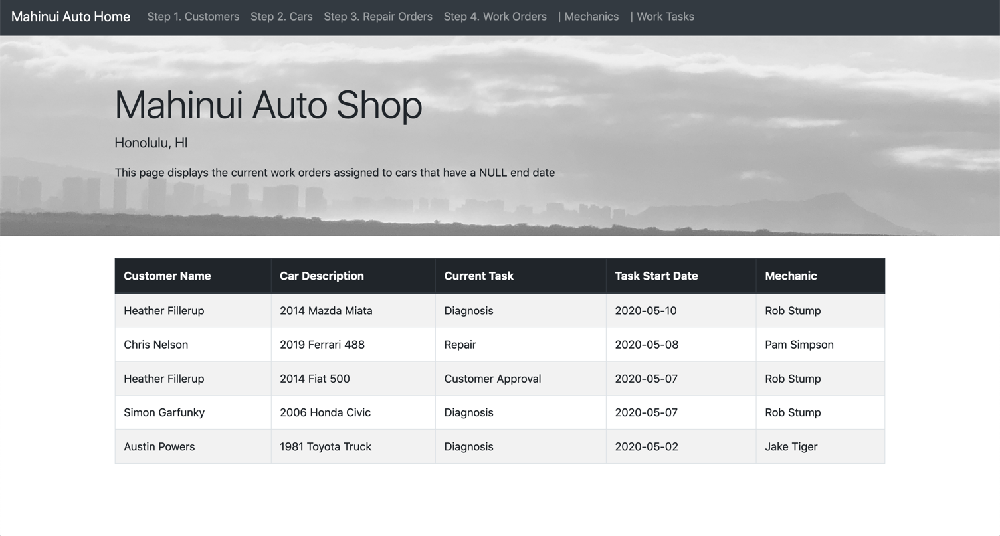 Mahinui Auto Home Step 1. Customers Step 2. Cars Step 3. Repair Orders Step 4. Work Orders | Mechanics | Work Tasks
Mahinui Auto Shop
Honolulu, HI
This page displays the current work orders assigned to cars that have a NULL end date
Customer Name Car Description Current Task Task Start Date Mechanic
Heather Fillerup 2014 Mazda Miata Diagnosis 2020-05-10 Rob Stump
Chris Nelson 2019 Ferrari 488 Repair 2020-05-08 Pam Simpson
Heather Fillerup 2014 Fiat 500 Customer Approval 2020-05-07 Rob Stump
Simon Garfunky 2006 Honda Civic Diagnosis 2020-05-07 Rob Stump
Austin Powers 1981 Toyota Truck Diagnosis 2020-05-02 Jake Tiger